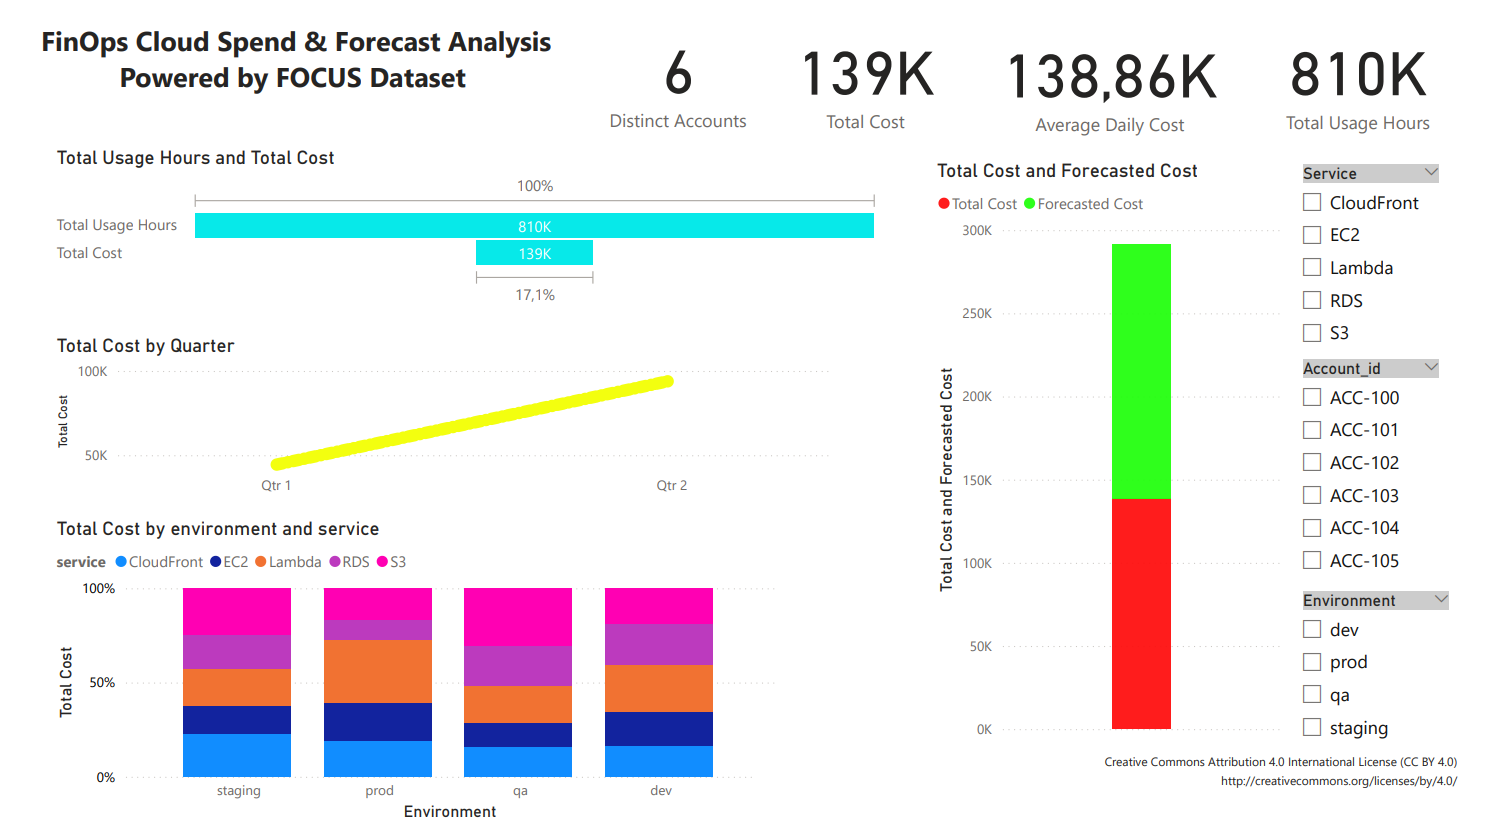 FinOps Cloud Spend & Forecast Analysis
Powered by FOCUS Dataset
6
Distinct Accounts
139K
Total Cost
138,86K
Average Daily Cost
810K
Total Usage Hours
Total Usage Hours and Total Cost
100%
Total Usage Hours
810K
Total Cost
139K
17,1%
Total Cost by Quarter
Total Cost
100K
50K
Qtr 1
Qtr 2
Total Cost by environment and service
service CloudFront EC2 Lambda RDS S3
Total Cost
100%
50%
0%
staging
prod
qa
dev
Environment
Total Cost and Forecasted Cost
Total Cost Forecasted Cost
Total Cost and Forecasted Cost
300K
250K
200K
150K
100K
50K
0K
Service
CloudFront
EC2
Lambda
RDS
S3
Account_id
ACC-100
ACC-101
ACC-102
ACC-103
ACC-104
ACC-105
Environment
dev
prod
qa
staging
Creative Commons Attribution 4.0 International License (CC BY 4.0)
http://creativecommons.org/licenses/by/4.0/